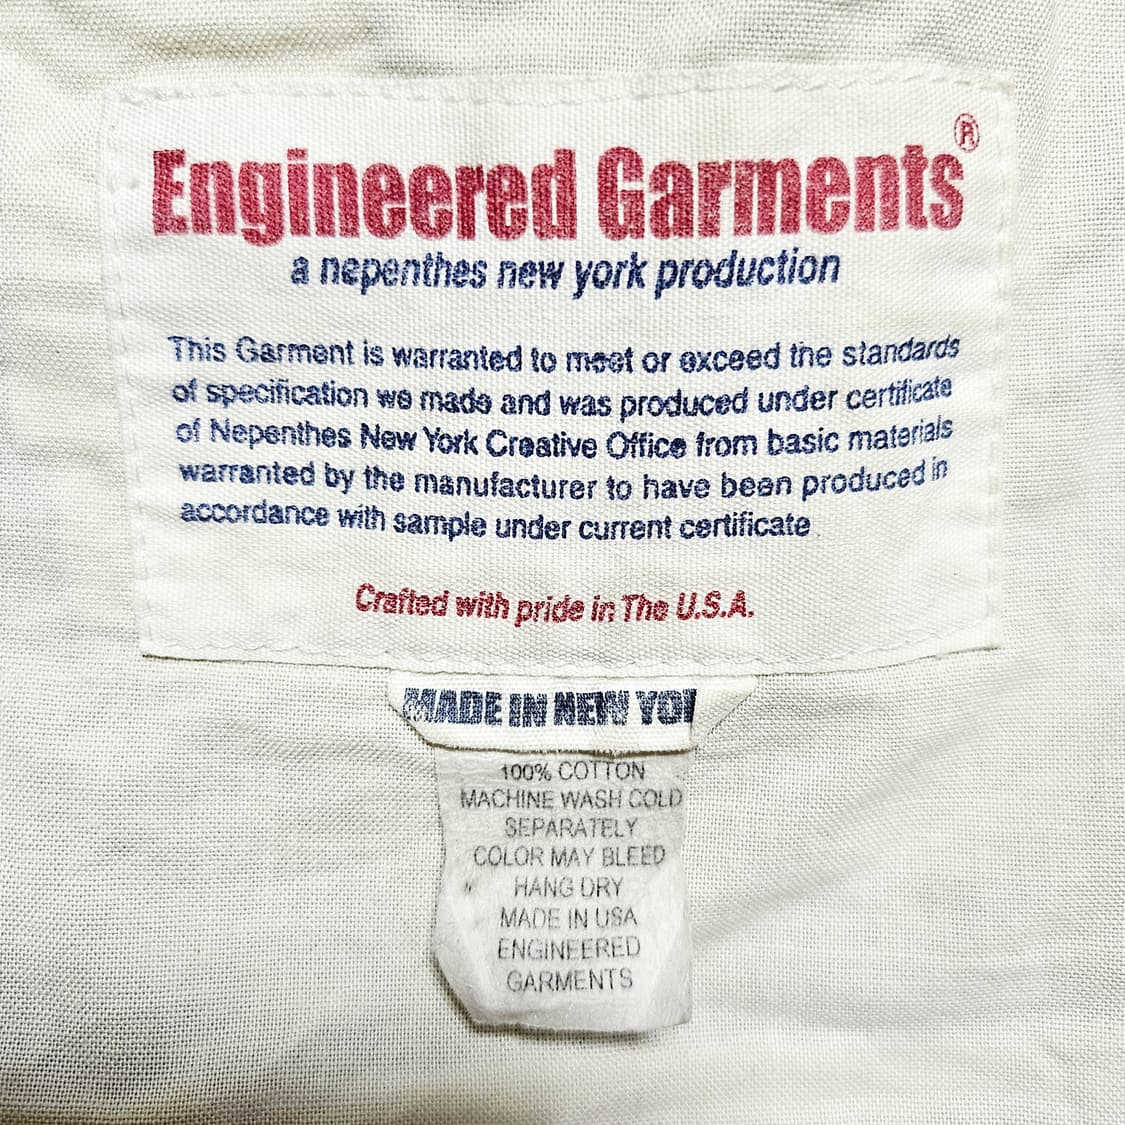 Engineered Garments®
a nepenthes new york production
This Garment is warranted to meet or exceed the standards
of specification we made and was produced under certificate
of Nepenthes New York Creative Office from basic materials
warranted by the manufacturer to have been produced in
accordance with sample under current certificate
Crafted with pride in The U.S.A.
MADE IN NEW YO
100% COTTON
MACHINE WASH COLD
SEPARATELY
COLOR MAY BLEED
HANG DRY
MADE IN USA
ENGINEERED
GARMENTS